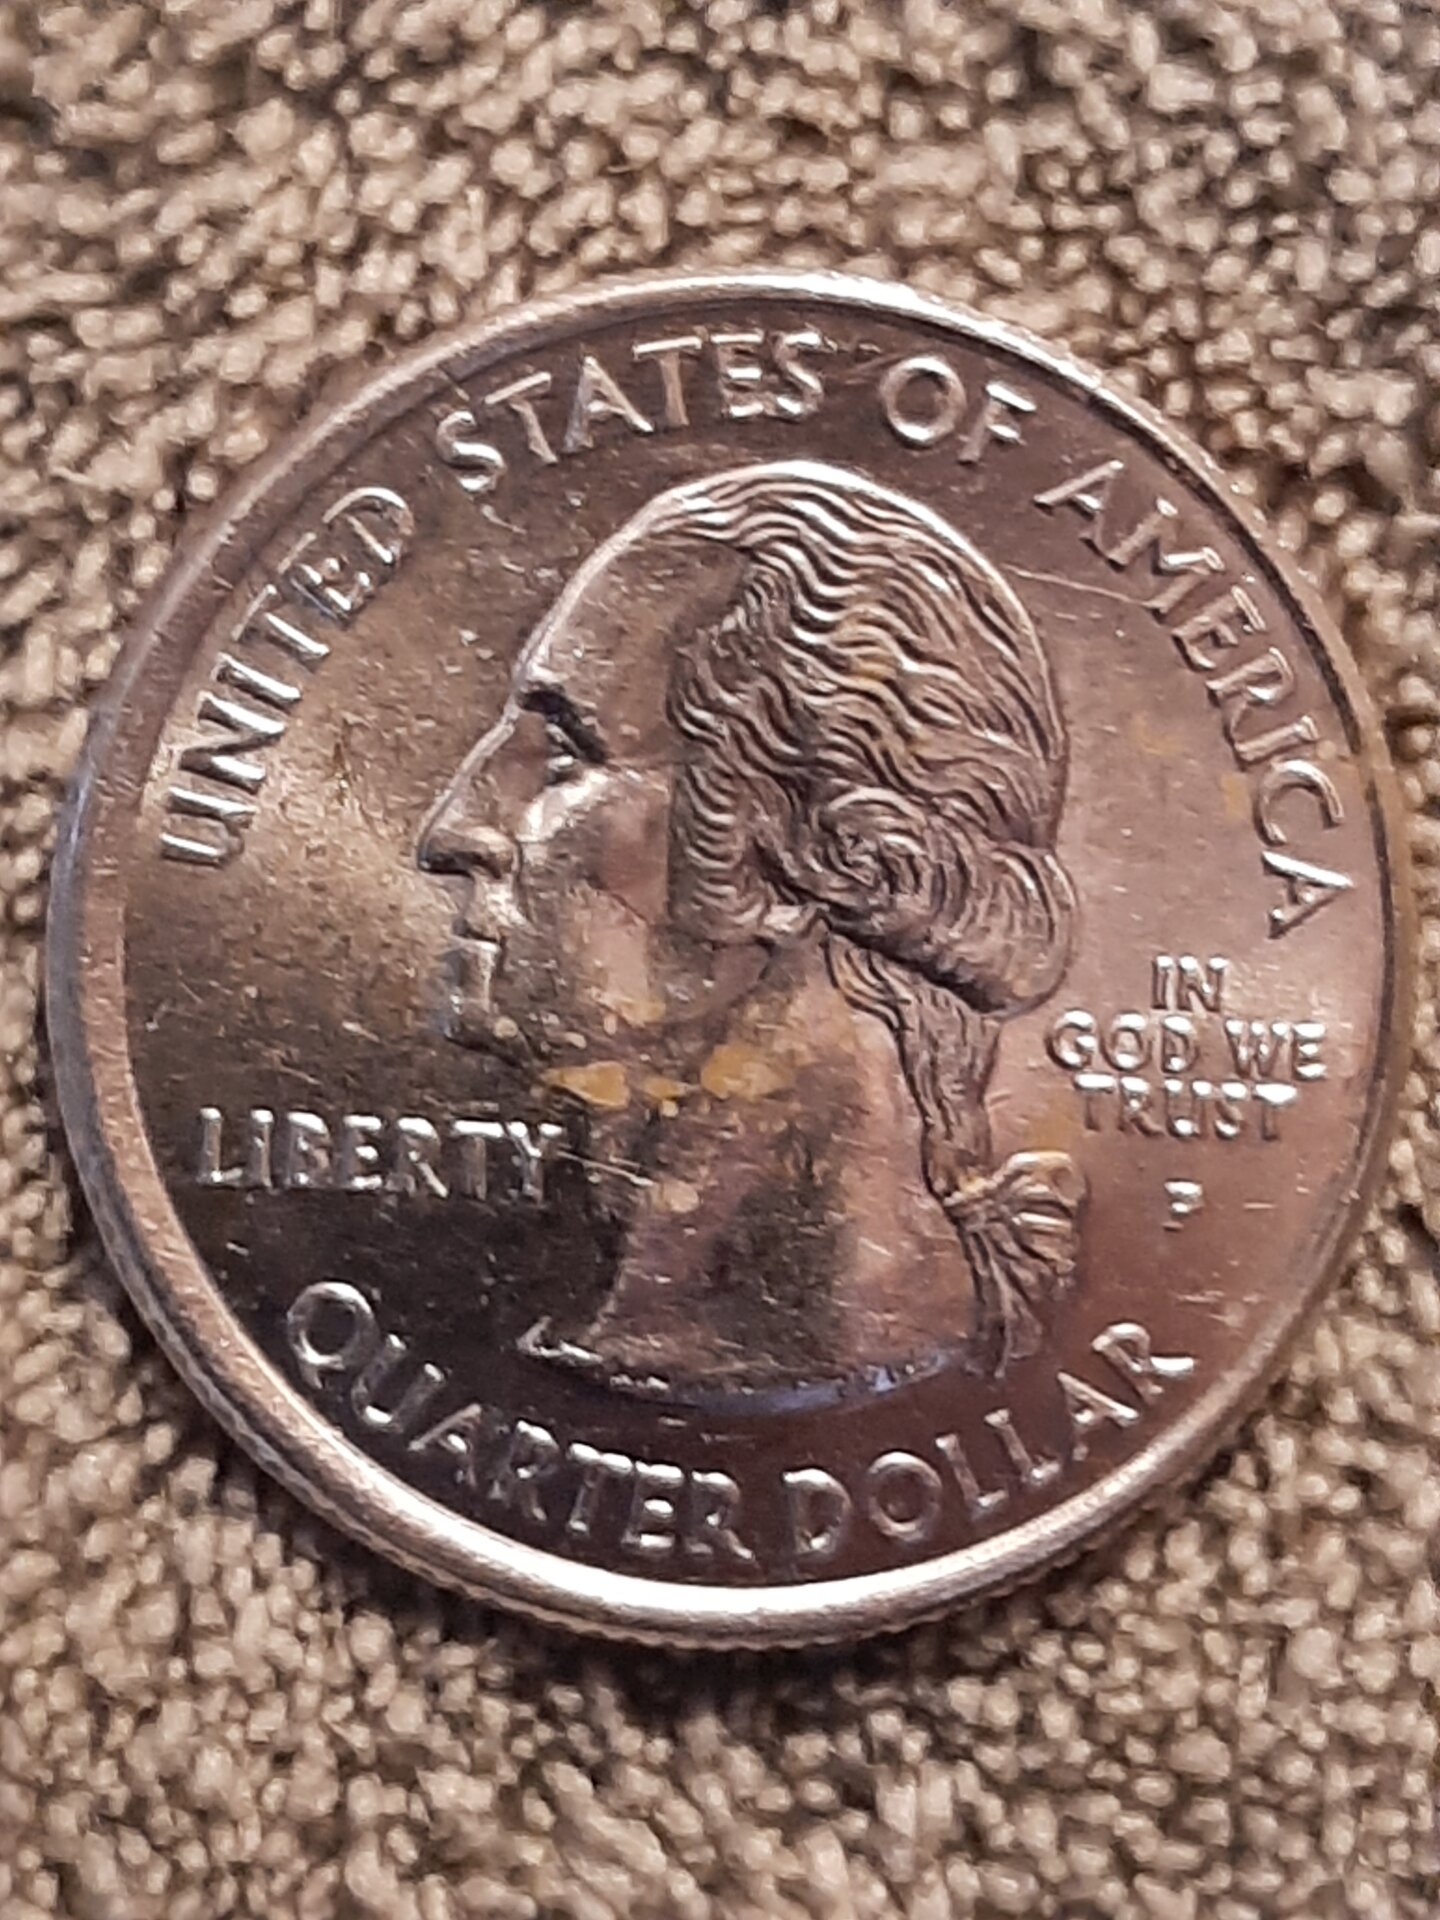 UNITED STATES OF AMERICA
LIBERTY
IN
GOD WE
TRUST
P
QUARTER DOLLAR